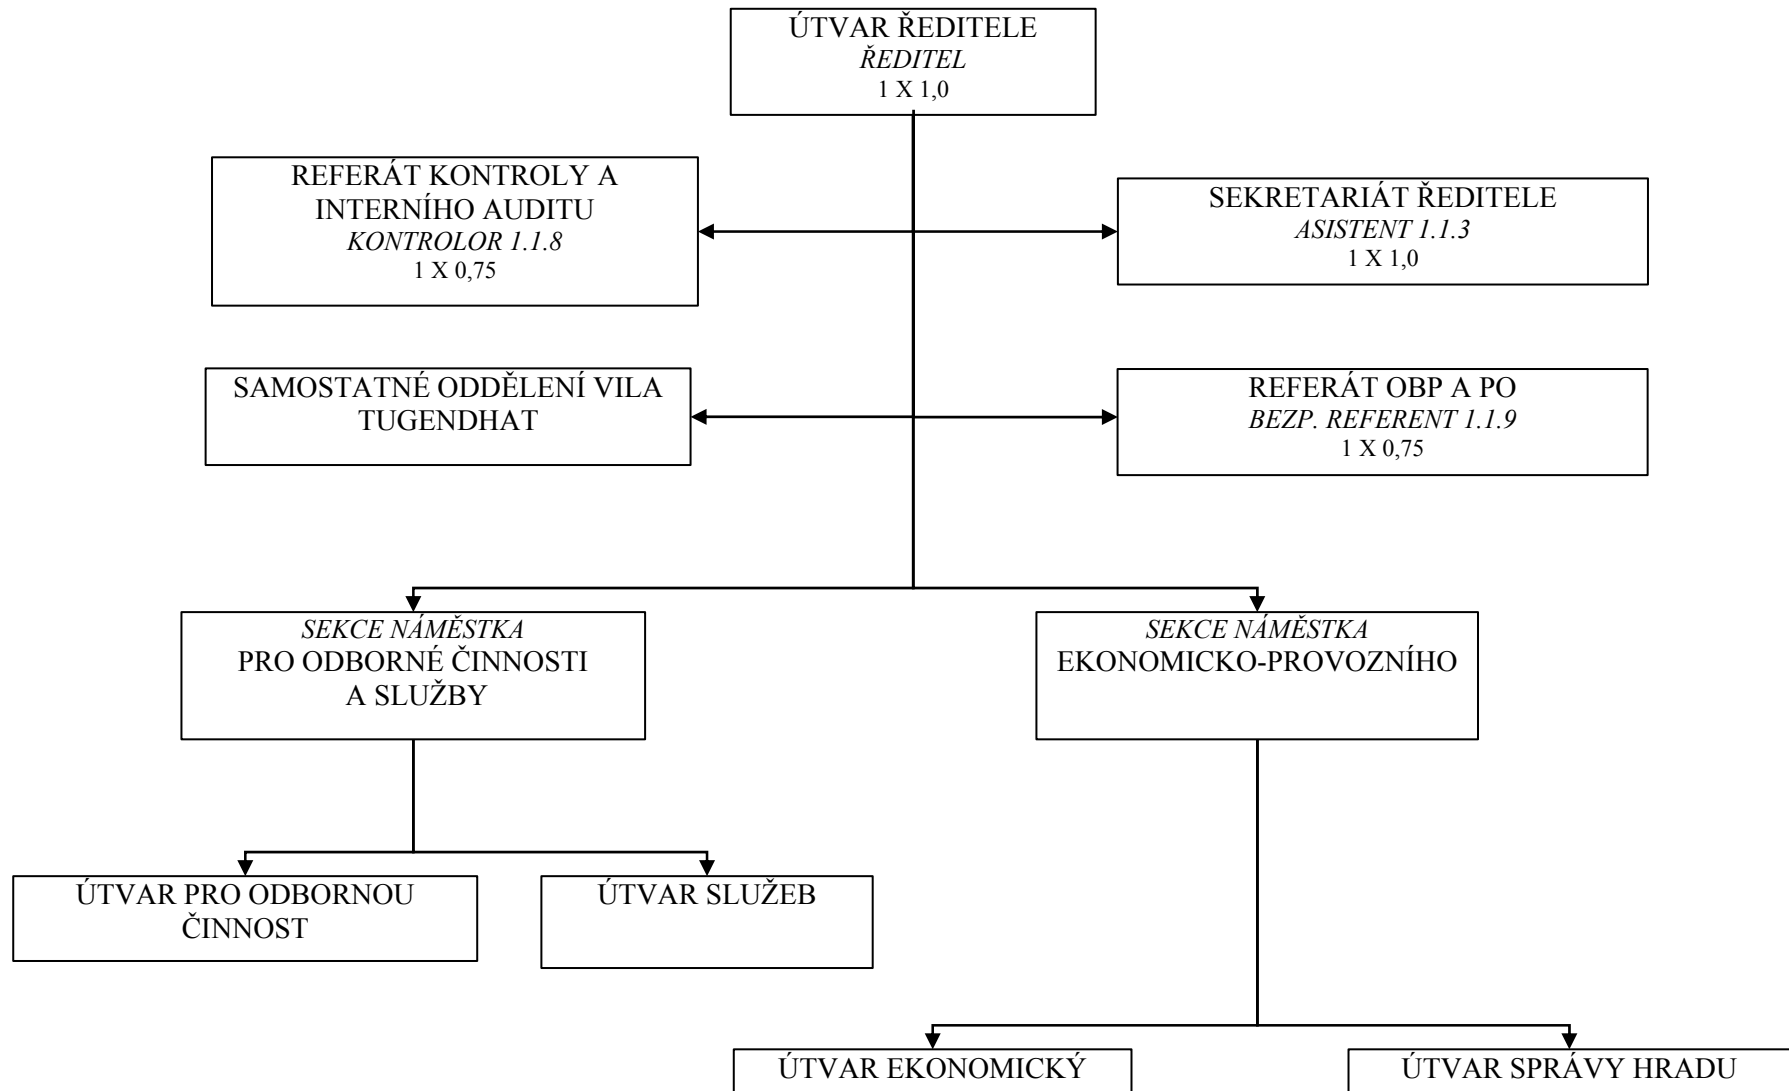 ÚTVAR ŘEDITELE
ŘEDITEL
1 X 1,0
REFERÁT KONTROLY A
INTERNÍHO AUDITU
KONTROLOR 1.1.8
1 X 0,75
SEKRETARIÁT ŘEDITELE
ASISTENT 1.1.3
1 X 1,0
SAMOSTATNÉ ODDĚLENÍ VILA
TUGENDHAT
REFERÁT OBP A PO
BEZP. REFERENT 1.1.9
1 X 0,75
SEKCE NÁMĚSTKA
PRO ODBORNÉ ČINNOSTI
A SLUŽBY
SEKCE NÁMĚSTKA
EKONOMICKO-PROVOZNÍHO
ÚTVAR PRO ODBORNOU
ČINNOST
ÚTVAR SLUŽEB
ÚTVAR EKONOMICKÝ
ÚTVAR SPRÁVY HRADU